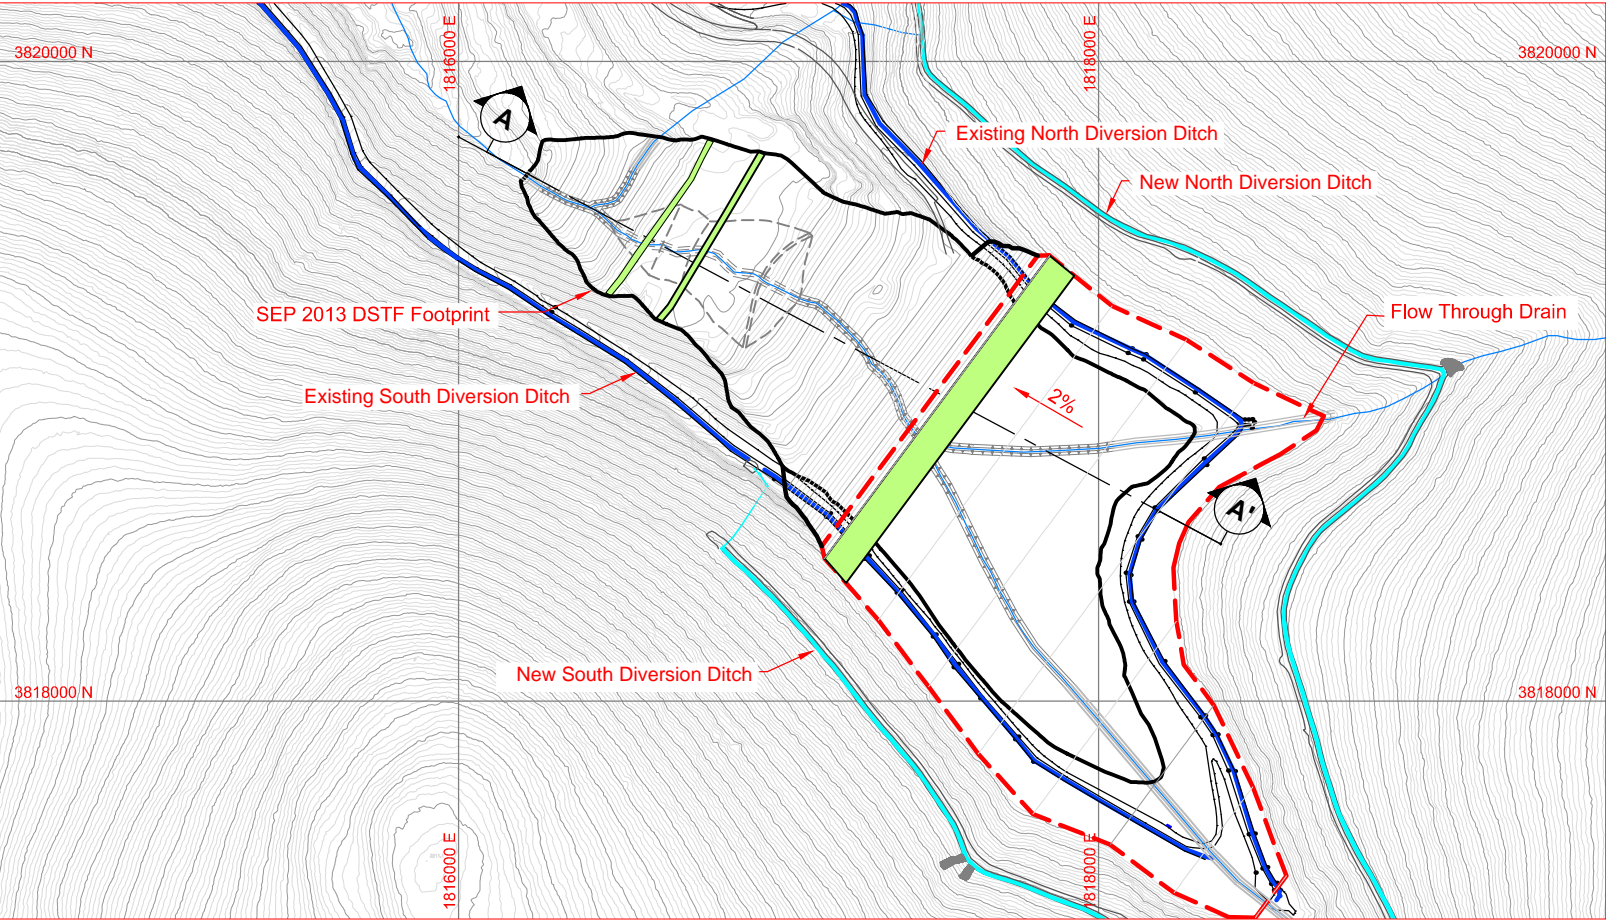 1816000 E
1818000 E
3820000 N
3820000 N
A
Existing North Diversion Ditch
New North Diversion Ditch
SEP 2013 DSTF Footprint
Flow Through Drain
Existing South Diversion Ditch
2%
A'
New South Diversion Ditch
3818000 N
3818000 N
1816000 E
1818000 E